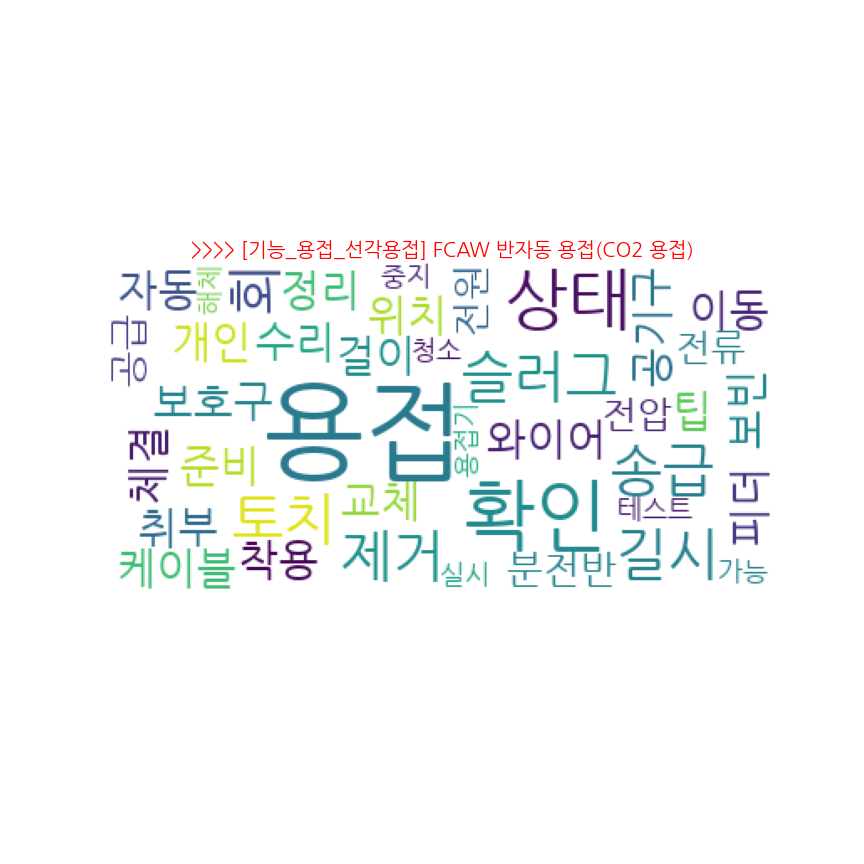 >>>> [기능_용접_선각용접] FCAW 반자동 용접(CO2 용접)
자동
해체
휨
정리
중지
전원
상태
공기구
이동
공급
개인
수리
위치
걸이
청소
슬러그
전류
보호구
용접
용접기
와이어
전압
팁
보빈
체결
준비
토치
교체
확인
송급
테스트
피더
취부
케이블
착용
제거
실시
분전반
길시
가능